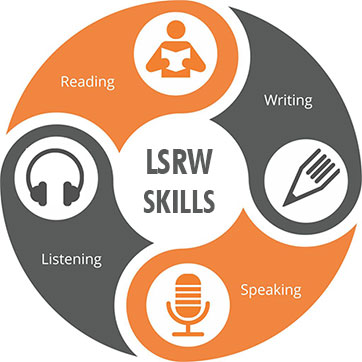 Reading
Writing
LSRW
SKILLS
Listening
Speaking